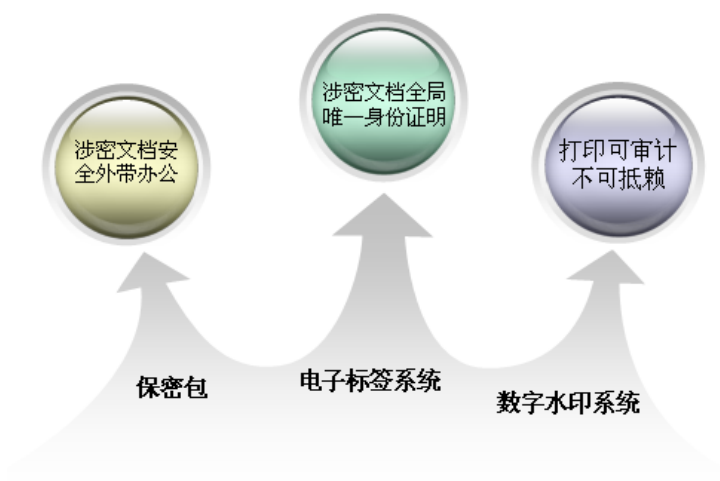 涉密文档全局
唯一身份证明
涉密文档安
全外带办公
打印可审计
不可抵赖
保密包
电子标签系统
数字水印系统